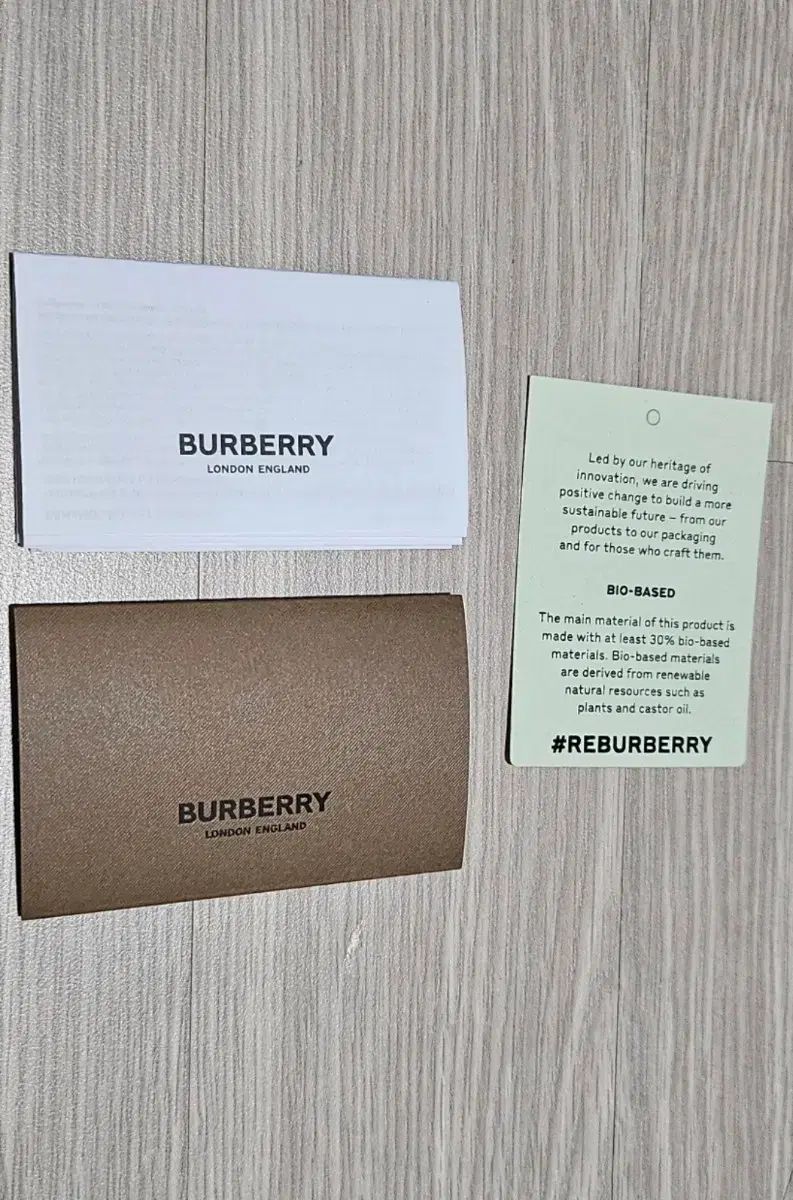 BURBERRY
LONDON ENGLAND
BURBERRY
LONDON ENGLAND
Led by our heritage of
innovation, we are driving
positive change to build a more
sustainable future – from our
products to our packaging
and for those who craft them.
BIO-BASED
The main material of this product is
made with at least 30% bio-based
materials. Bio-based materials
are derived from renewable
natural resources such as
plants and castor oil.
#REBURBERRY